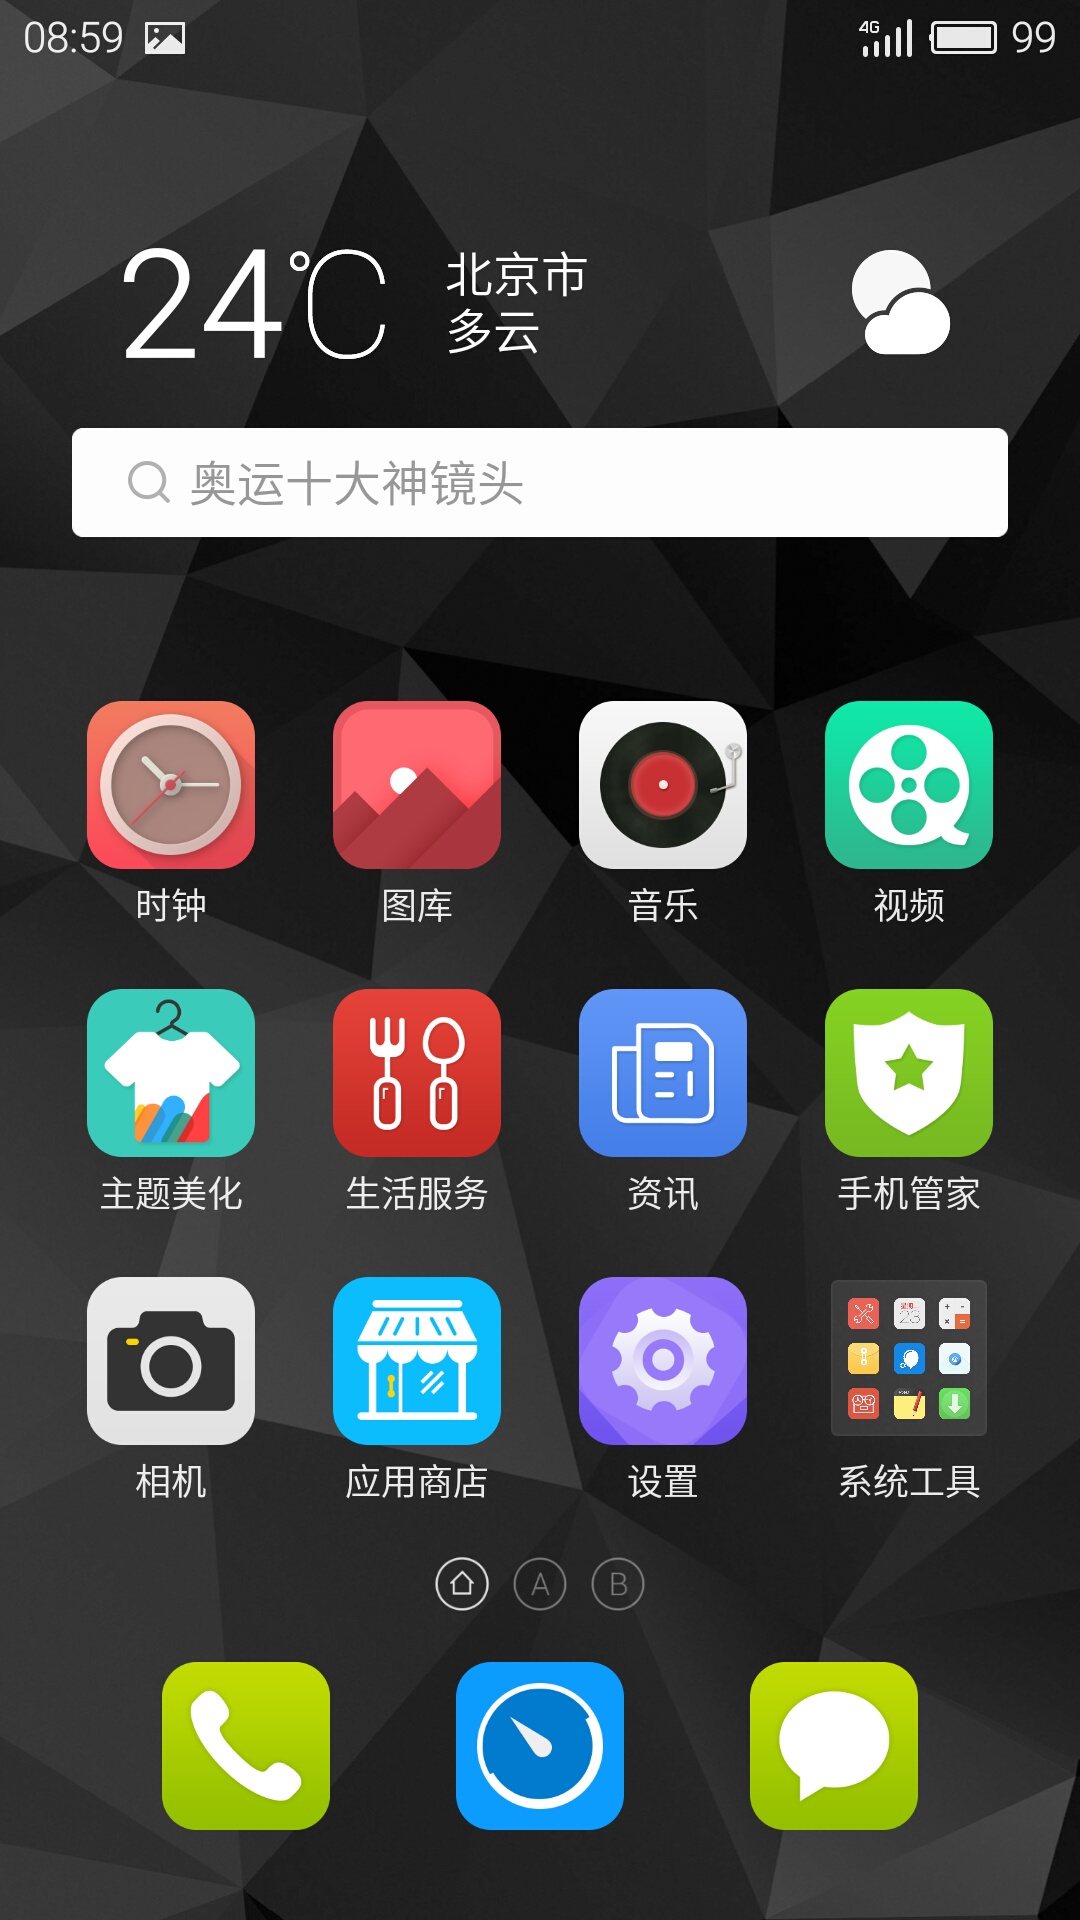 08:59 4G 99
24℃ 北京市
多云
奥运十大神镜头
时钟 图库 音乐 视频
主题美化 生活服务 资讯 手机管家
23
相机 应用商店 设置 系统工具
A B